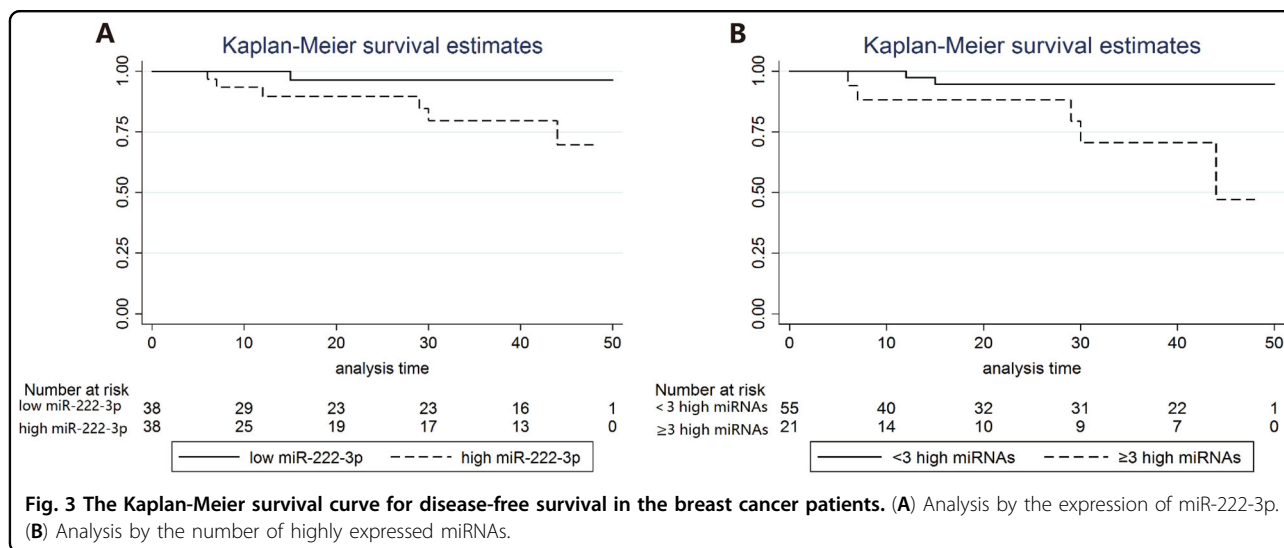 A
Kaplan-Meier survival estimates
1.00
0.75
0.50
0.25
0.00
0 10 20 30 40 50
analysis time
Number at risk
low miR-222-3p 38 29 23 23 16 1
high miR-222-3p 38 25 19 17 13 0
low miR-222-3p high miR-222-3p
B
Kaplan-Meier survival estimates
1.00
0.75
0.50
0.25
0.00
0 10 20 30 40 50
analysis time
Number at risk
<3 high miRNAs 55 40 32 31 22 1
≥3 high miRNAs 21 14 10 9 7 0
<3 high miRNAs ≥3 high miRNAs
Fig. 3 The Kaplan-Meier survival curve for disease-free survival in the breast cancer patients. (A) Analysis by the expression of miR-222-3p.
(B) Analysis by the number of highly expressed miRNAs.